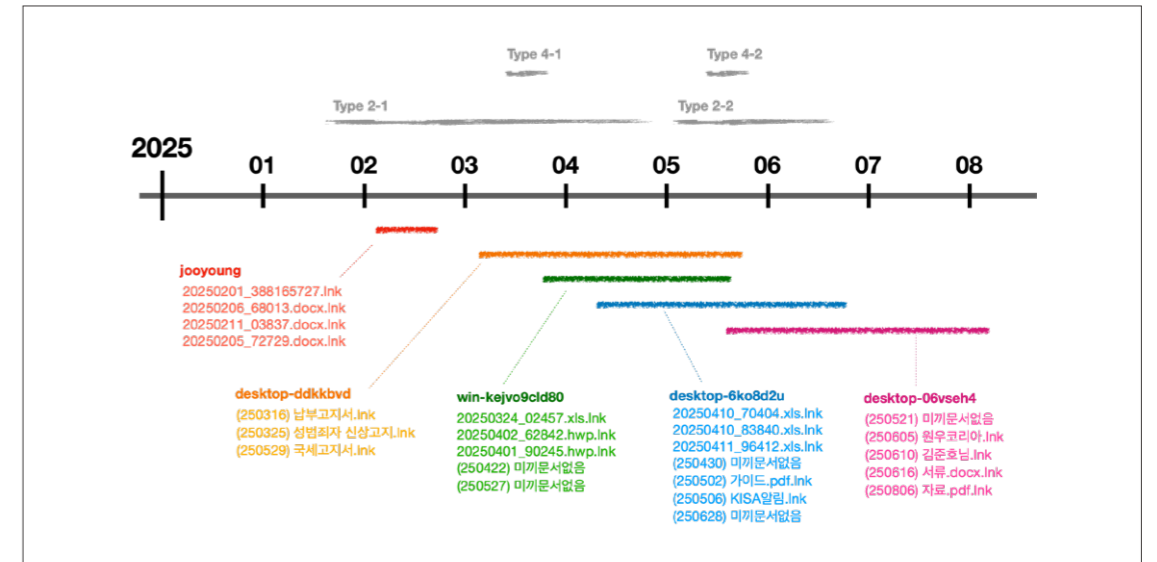 Type 4-1
Type 4-2
Type 2-1
Type 2-2
2025
01
02
03
04
05
06
07
08
jooyoung
20250201_388165727.lnk
20250206_68013.docx.lnk
20250211_03837.docx.lnk
20250205_72729.docx.lnk
desktop-ddkkbvd
(250316) 납부고지서.lnk
(250325) 성범죄자 신상고지.lnk
(250529) 국세고지서.lnk
win-kejvo9cld80
20250324_02457.xls.lnk
20250402_62842.hwp.lnk
20250401_90245.hwp.lnk
(250422) 미끼문서없음
(250527) 미끼문서없음
desktop-6ko8d2u
20250410_70404.xls.lnk
20250410_83840.xls.lnk
20250411_96412.xls.lnk
(250430) 미끼문서없음
(250502) 가이드.pdf.lnk
(250506) KISA알림.lnk
(250628) 미끼문서없음
desktop-06vseh4
(250521) 미끼문서없음
(250605) 원우코리아.lnk
(250610) 김준호님.lnk
(250616) 서류.docx.lnk
(250806) 자료.pdf.lnk